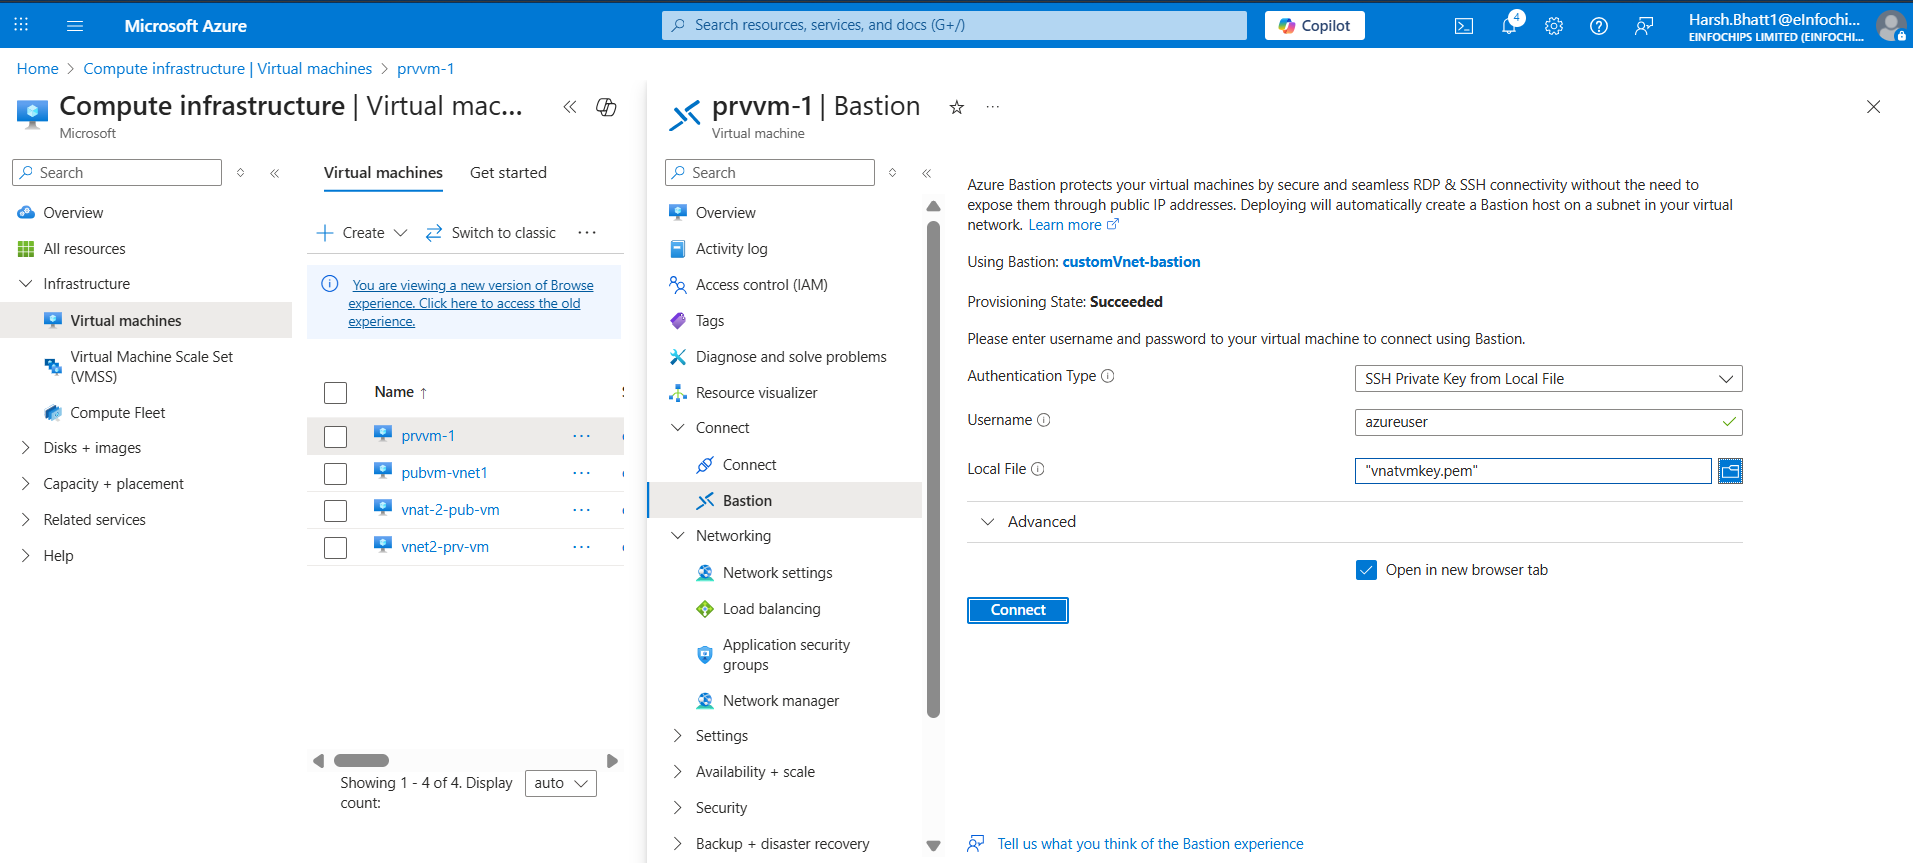 Microsoft Azure
Search resources, services, and docs (G+/)
Copilot
4
Harsh.Bhatt1@eInfochi...
EINFOCHIPS LIMITED (EINFOCHI...
Home > Compute infrastructure | Virtual machines > prvvm-1
Compute infrastructure | Virtual mac...
Microsoft
Search
Overview
All resources
Infrastructure
Virtual machines
Virtual Machine Scale Set
(VMSS)
Compute Fleet
Disks + images
Capacity + placement
Related services
Help
Virtual machines
Get started
Create
Switch to classic
You are viewing a new version of Browse
experience. Click here to access the old
experience.
Name ↑
prvvm-1
pubvm-vnet1
vnat-2-pub-vm
vnet2-prv-vm
Showing 1 - 4 of 4. Display
count:
auto
prvvm-1 | Bastion
Virtual machine
Search
Overview
Activity log
Access control (IAM)
Tags
Diagnose and solve problems
Resource visualizer
Connect
Connect
Bastion
Networking
Network settings
Load balancing
Application security
groups
Network manager
Settings
Availability + scale
Security
Backup + disaster recovery
Azure Bastion protects your virtual machines by secure and seamless RDP & SSH connectivity without the need to
expose them through public IP addresses. Deploying will automatically create a Bastion host on a subnet in your virtual
network. Learn more
Using Bastion: customVnet-bastion
Provisioning State: Succeeded
Please enter username and password to your virtual machine to connect using Bastion.
Authentication Type
SSH Private Key from Local File
Username
azureuser
Local File
"vnatvmkey.pem"
Advanced
Open in new browser tab
Connect
Tell us what you think of the Bastion experience